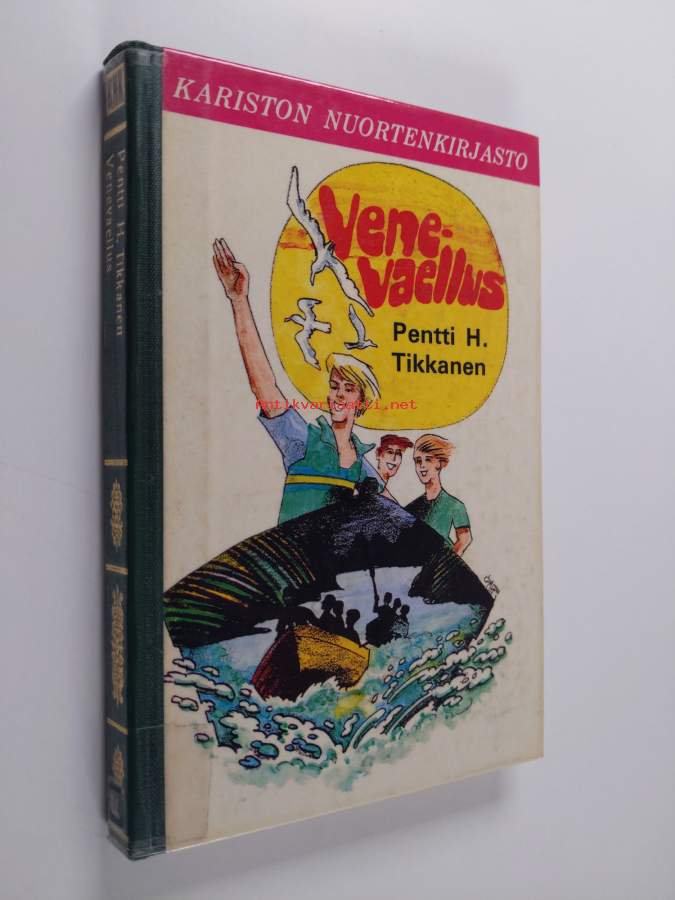 KARISTON NUORTENKIRJASTO
Vene-
vaellus
Pentti H.
Tikkanen
antikvariaatti.net
Pentti H. Tikkanen
Venevaellus